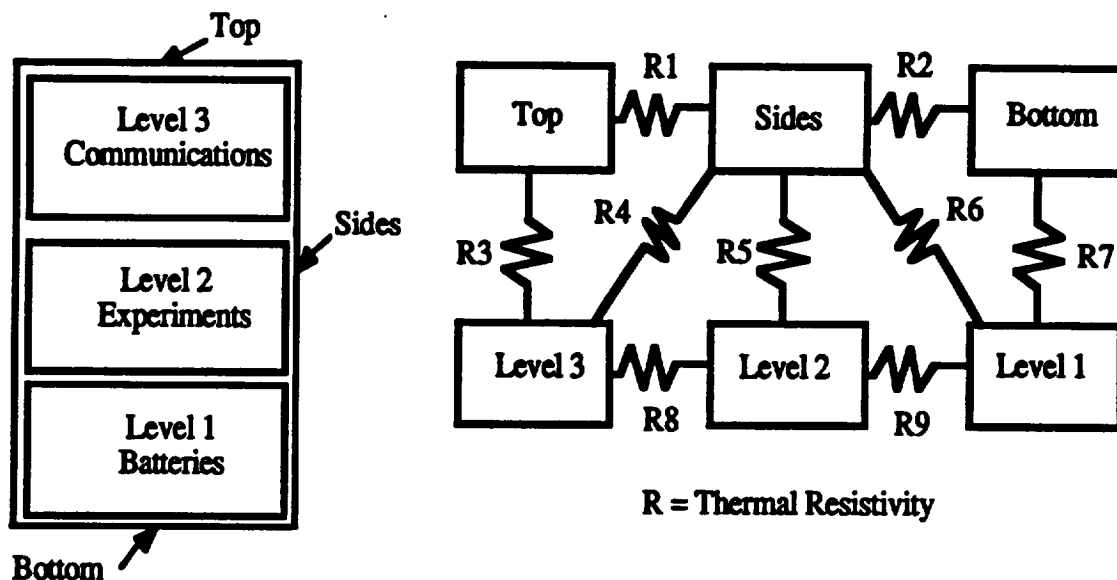 Top
Level 3
Communications
Sides
Level 2
Experiments
Level 1
Batteries
Bottom
R1
R2
Top
Sides
Bottom
R3
R4
R5
R6
R7
Level 3
Level 2
Level 1
R8
R9
R = Thermal Resistivity